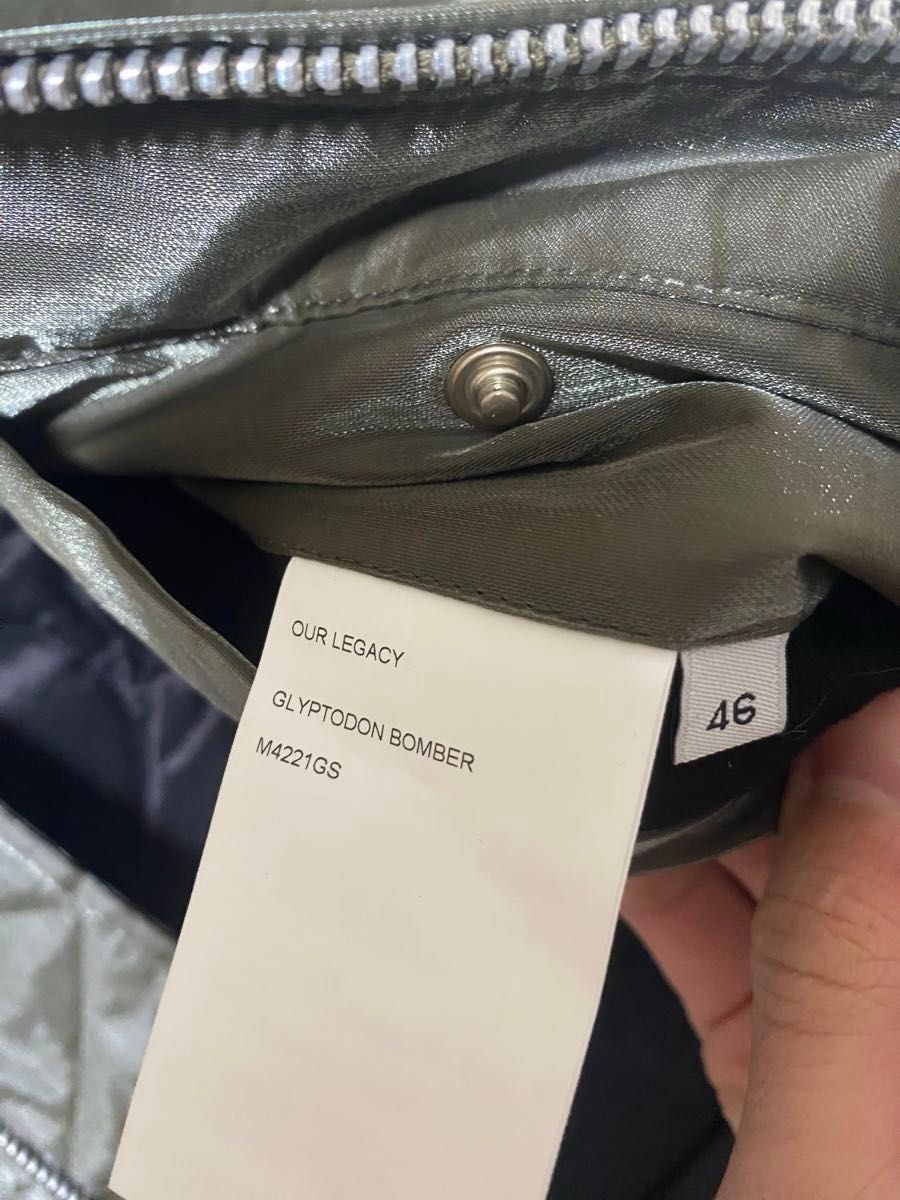 OUR LEGACY
GLYPTODON BOMBER
M4221GS
46